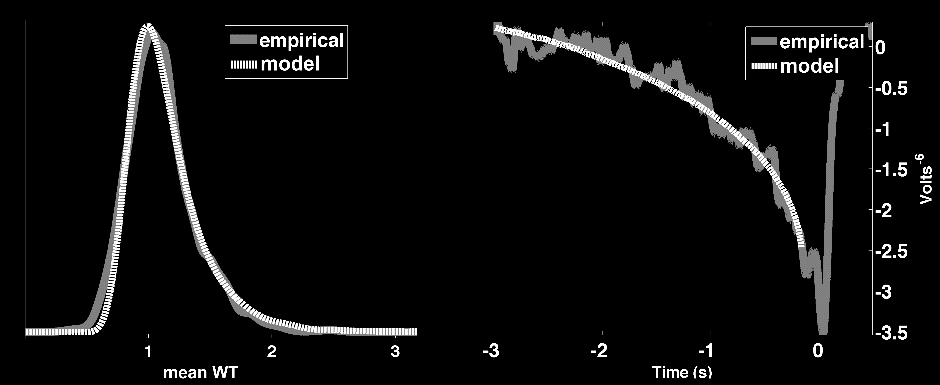 empirical
model
1
2
3
mean WT
empirical
model
0
-0.5
-1
-1.5
-2
-2.5
-3
-3.5
Volts-6
-3
-2
-1
0
Time (s)